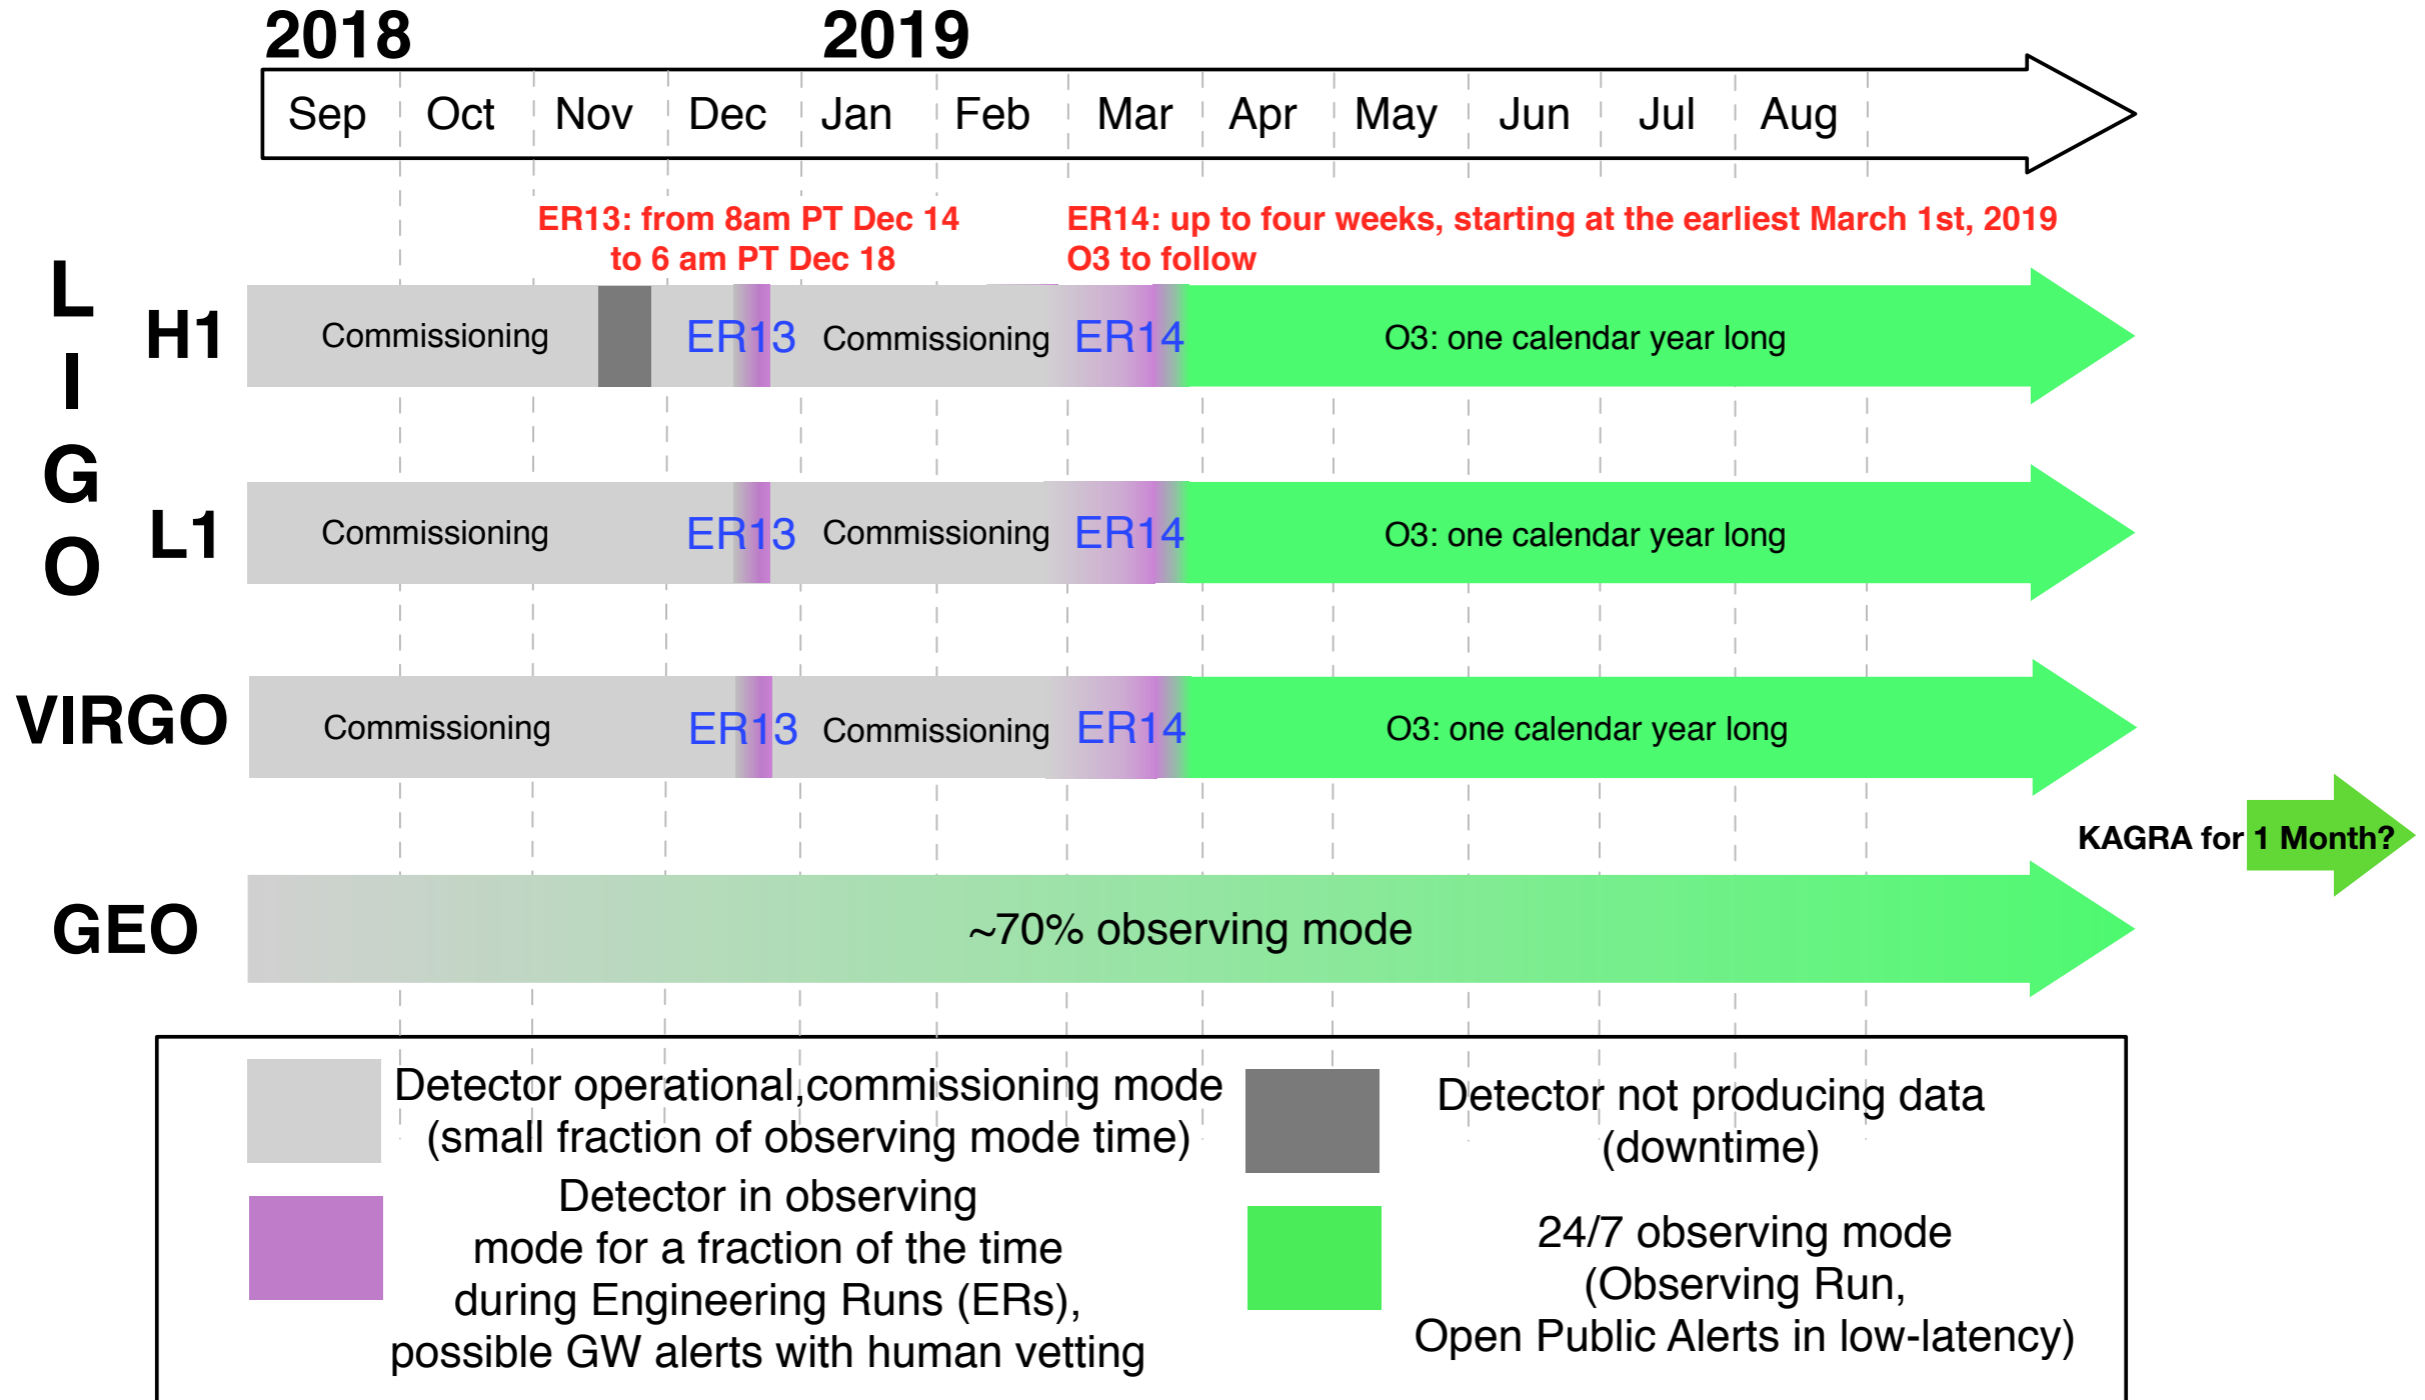 2018 2019
Sep Oct Nov Dec Jan Feb Mar Apr May Jun Jul Aug
ER13: from 8am PT Dec 14
to 6 am PT Dec 18
ER14: up to four weeks, starting at the earliest March 1st, 2019
O3 to follow
LIGO
H1 Commissioning ER13 Commissioning ER14 O3: one calendar year long
L1 Commissioning ER13 Commissioning ER14 O3: one calendar year long
VIRGO Commissioning ER13 Commissioning ER14 O3: one calendar year long
KAGRA for 1 Month?
GEO ~70% observing mode
Detector operational,commissioning mode
(small fraction of observing mode time)
Detector not producing data
(downtime)
Detector in observing
mode for a fraction of the time
during Engineering Runs (ERs),
possible GW alerts with human vetting
24/7 observing mode
(Observing Run,
Open Public Alerts in low-latency)